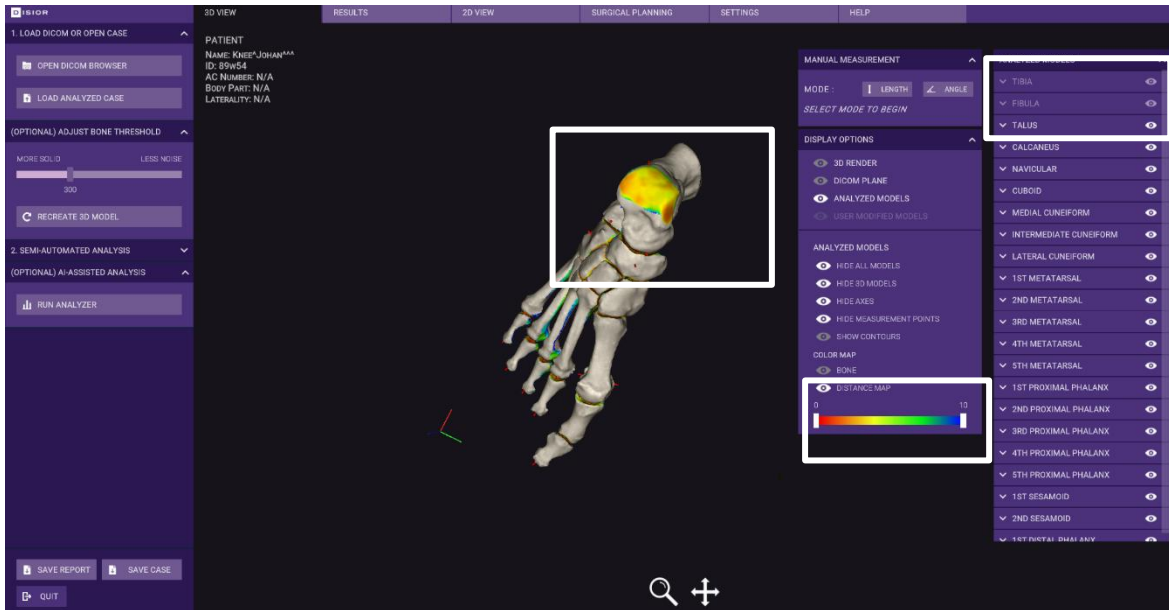 DISIOR
3D VIEW
RESULTS
2D VIEW
SURGICAL PLANNING
SETTINGS
HELP
1. LOAD DICOM OR OPEN CASE
OPEN DICOM BROWSER
LOAD ANALYZED CASE
(OPTIONAL) ADJUST BONE THRESHOLD
MORE SOLID LESS NOISE
300
RECREATE 3D MODEL
2. SEMI-AUTOMATED ANALYSIS
(OPTIONAL) AI-ASSISTED ANALYSIS
RUN ANALYZER
SAVE REPORT
SAVE CASE
QUIT
PATIENT
NAME: KNEE^JOHAN^^^
ID: 89W54
AC NUMBER: N/A
BODY PART: N/A
LATERALITY: N/A
MANUAL MEASUREMENT
MODE : LENGTH ANGLE
SELECT MODE TO BEGIN
DISPLAY OPTIONS
3D RENDER
DICOM PLANE
ANALYZED MODELS
USER MODIFIED MODELS
ANALYZED MODELS
HIDE ALL MODELS
HIDE 3D MODELS
HIDE AXES
HIDE MEASUREMENT POINTS
SHOW CONTOURS
COLOR MAP
BONE
DISTANCE MAP
0 10
ANALYZED MODELS
TIBIA
FIBULA
TALUS
CALCANEUS
NAVICULAR
CUBOID
MEDIAL CUNEIFORM
INTERMEDIATE CUNEIFORM
LATERAL CUNEIFORM
1ST METATARSAL
2ND METATARSAL
3RD METATARSAL
4TH METATARSAL
5TH METATARSAL
1ST PROXIMAL PHALANX
2ND PROXIMAL PHALANX
3RD PROXIMAL PHALANX
4TH PROXIMAL PHALANX
5TH PROXIMAL PHALANX
1ST SESAMOID
2ND SESAMOID
1ST DISTAL PHALANX